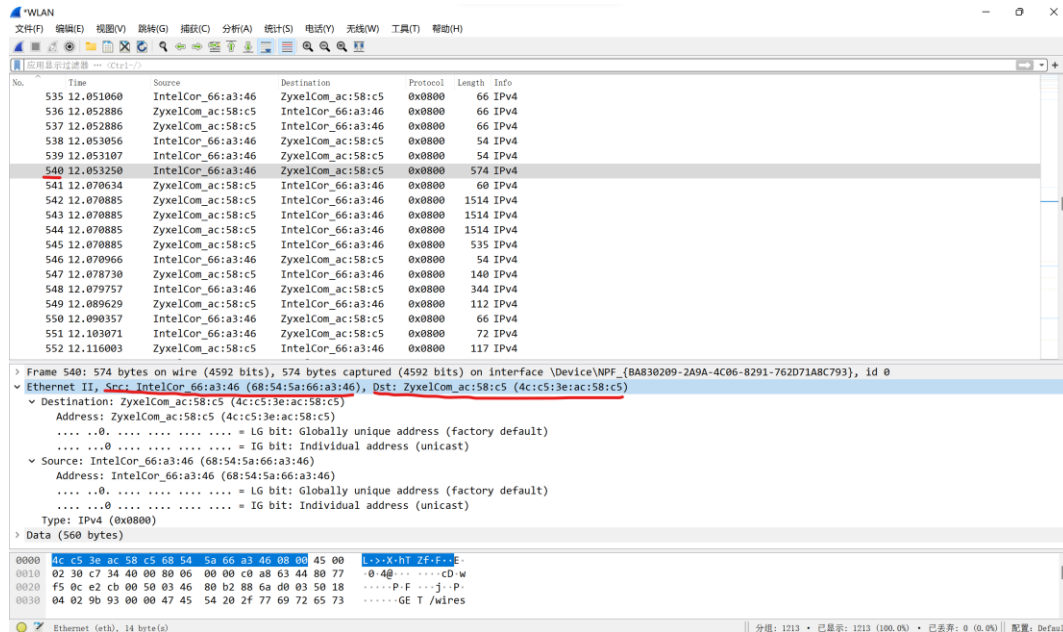 *WLAN
文件(F) 编辑(E) 视图(V) 跳转(G) 捕获(C) 分析(A) 统计(S) 电话(Y) 无线(W) 工具(T) 帮助(H)
应用显示过滤器 … <Ctrl-/>
No. Time Source Destination Protocol Length Info
535 12.051060 IntelCor_66:a3:46 ZyxelCom_ac:58:c5 0x0800 66 IPv4
536 12.052886 ZyxelCom_ac:58:c5 IntelCor_66:a3:46 0x0800 66 IPv4
537 12.052886 ZyxelCom_ac:58:c5 IntelCor_66:a3:46 0x0800 66 IPv4
538 12.053056 IntelCor_66:a3:46 ZyxelCom_ac:58:c5 0x0800 54 IPv4
539 12.053107 IntelCor_66:a3:46 ZyxelCom_ac:58:c5 0x0800 54 IPv4
540 12.053250 IntelCor_66:a3:46 ZyxelCom_ac:58:c5 0x0800 574 IPv4
541 12.070634 ZyxelCom_ac:58:c5 IntelCor_66:a3:46 0x0800 60 IPv4
542 12.070885 ZyxelCom_ac:58:c5 IntelCor_66:a3:46 0x0800 1514 IPv4
543 12.070885 ZyxelCom_ac:58:c5 IntelCor_66:a3:46 0x0800 1514 IPv4
544 12.070885 ZyxelCom_ac:58:c5 IntelCor_66:a3:46 0x0800 1514 IPv4
545 12.070885 ZyxelCom_ac:58:c5 IntelCor_66:a3:46 0x0800 535 IPv4
546 12.070966 IntelCor_66:a3:46 ZyxelCom_ac:58:c5 0x0800 54 IPv4
547 12.078730 IntelCor_66:a3:46 ZyxelCom_ac:58:c5 0x0800 140 IPv4
548 12.079757 IntelCor_66:a3:46 ZyxelCom_ac:58:c5 0x0800 344 IPv4
549 12.089629 ZyxelCom_ac:58:c5 IntelCor_66:a3:46 0x0800 112 IPv4
550 12.090357 IntelCor_66:a3:46 ZyxelCom_ac:58:c5 0x0800 66 IPv4
551 12.103071 IntelCor_66:a3:46 ZyxelCom_ac:58:c5 0x0800 72 IPv4
552 12.116003 ZyxelCom_ac:58:c5 IntelCor_66:a3:46 0x0800 117 IPv4
Frame 540: 574 bytes on wire (4592 bits), 574 bytes captured (4592 bits) on interface \Device\NPF_{BA830209-2A9A-4C06-8291-762D71A8C793}, id 0
Ethernet II, Src: IntelCor_66:a3:46 (68:54:5a:66:a3:46), Dst: ZyxelCom_ac:58:c5 (4c:c5:3e:ac:58:c5)
Destination: ZyxelCom_ac:58:c5 (4c:c5:3e:ac:58:c5)
Address: ZyxelCom_ac:58:c5 (4c:c5:3e:ac:58:c5)
.... ..0. .... .... .... .... = LG bit: Globally unique address (factory default)
.... ...0 .... .... .... .... = IG bit: Individual address (unicast)
Source: IntelCor_66:a3:46 (68:54:5a:66:a3:46)
Address: IntelCor_66:a3:46 (68:54:5a:66:a3:46)
.... ..0. .... .... .... .... = LG bit: Globally unique address (factory default)
.... ...0 .... .... .... .... = IG bit: Individual address (unicast)
Type: IPv4 (0x0800)
Data (560 bytes)
0000 4c c5 3e ac 58 c5 68 54 5a 66 a3 46 08 00 45 00 L·>·X·hT Zf·F··E·
0010 02 30 c7 34 40 00 80 06 00 00 c0 a8 63 44 80 77 ·0·4@··· ····cD·w
0020 f5 0c e2 cb 00 50 03 46 80 b2 88 6a d0 03 50 18 ·····P·F ···j··P·
0030 04 02 9b 93 00 00 47 45 54 20 2f 77 69 72 65 73 ······GE T /wires
Ethernet (eth), 14 byte(s) 分组: 1213 · 已显示: 1213 (100.0%) · 已丢弃: 0 (0.0%) 配置: Defau